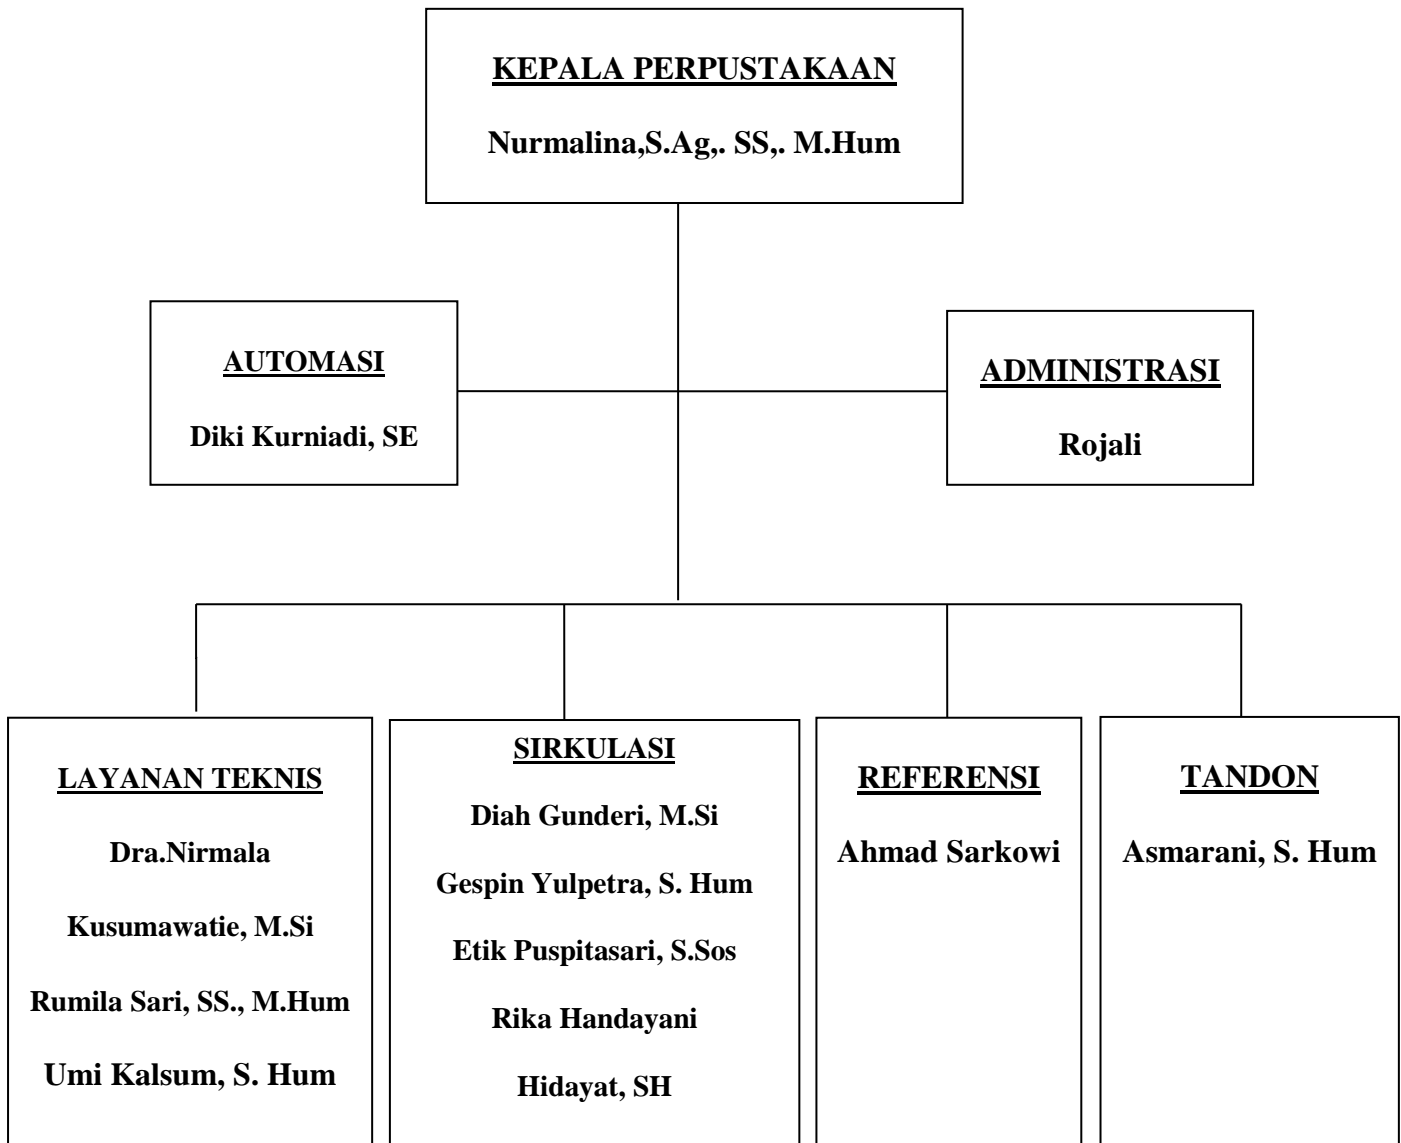 KEPALA PERPUSTAKAAN
Nurmalina,S.Ag,. SS,. M.Hum
AUTOMASI
Diki Kurniadi, SE
ADMINISTRASI
Rojali
LAYANAN TEKNIS
Dra.Nirmala
Kusumawatie, M.Si
Rumila Sari, SS., M.Hum
Umi Kalsum, S. Hum
SIRKULASI
Diah Gunderi, M.Si
Gespin Yulpetra, S. Hum
Etik Puspitasari, S.Sos
Rika Handayani
Hidayat, SH
REFERENSI
Ahmad Sarkowi
TANDON
Asmarani, S. Hum